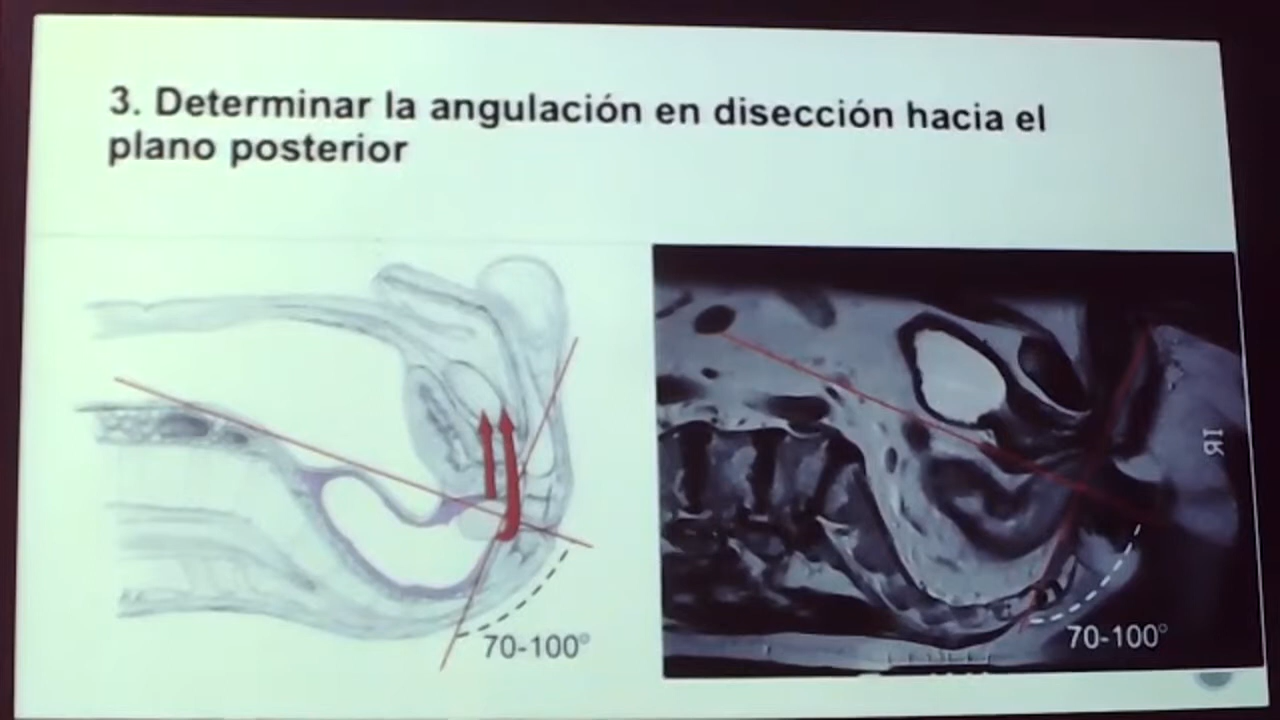 3. Determinar la angulación en disección hacia el
plano posterior
70-100°
70-100°